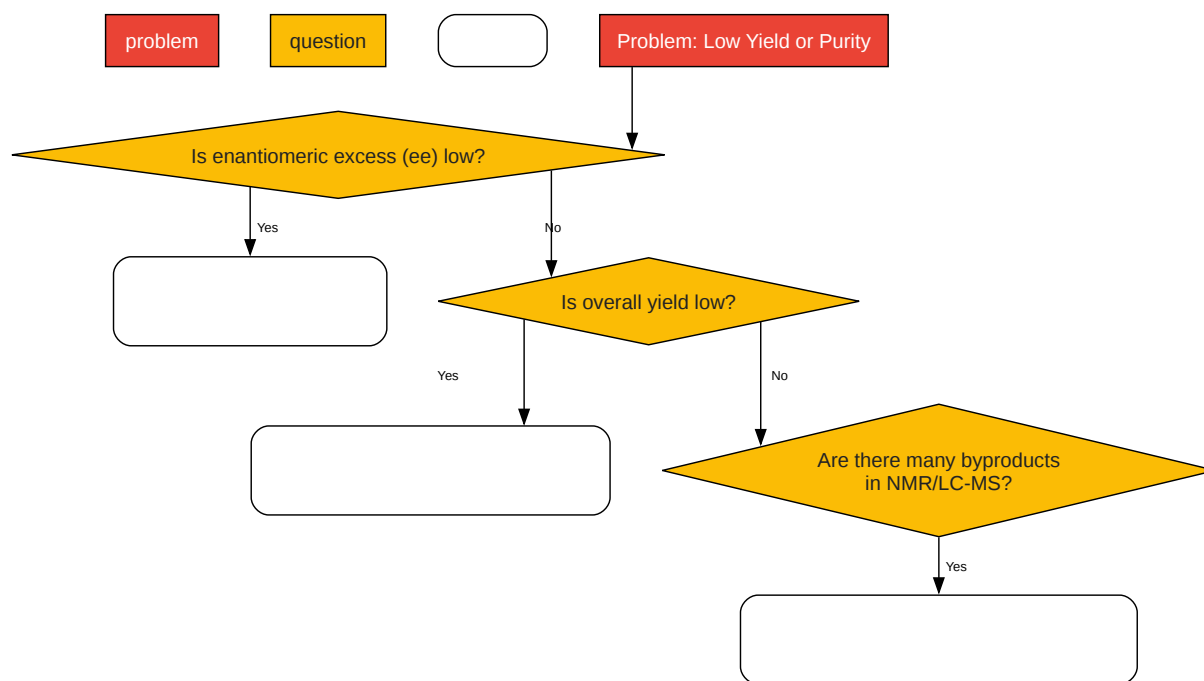 problem
question
Problem: Low Yield or Purity
Is enantiomeric excess (ee) low?
Yes
No
Is overall yield low?
Yes
No
Are there many byproducts
in NMR/LC-MS?
Yes